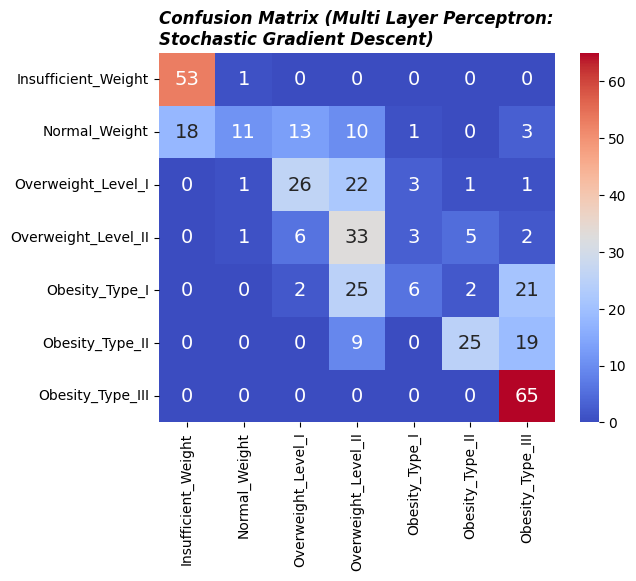 Confusion Matrix (Multi Layer Perceptron:
Stochastic Gradient Descent)
Insufficient_Weight 53 1 0 0 0 0 0
Normal_Weight 18 11 13 10 1 0 3
Overweight_Level_I 0 1 26 22 3 1 1
Overweight_Level_II 0 1 6 33 3 5 2
Obesity_Type_I 0 0 2 25 6 2 21
Obesity_Type_II 0 0 0 9 0 25 19
Obesity_Type_III 0 0 0 0 0 0 65
Insufficient_Weight
Normal_Weight
Overweight_Level_I
Overweight_Level_II
Obesity_Type_I
Obesity_Type_II
Obesity_Type_III
60
50
40
30
20
10
0